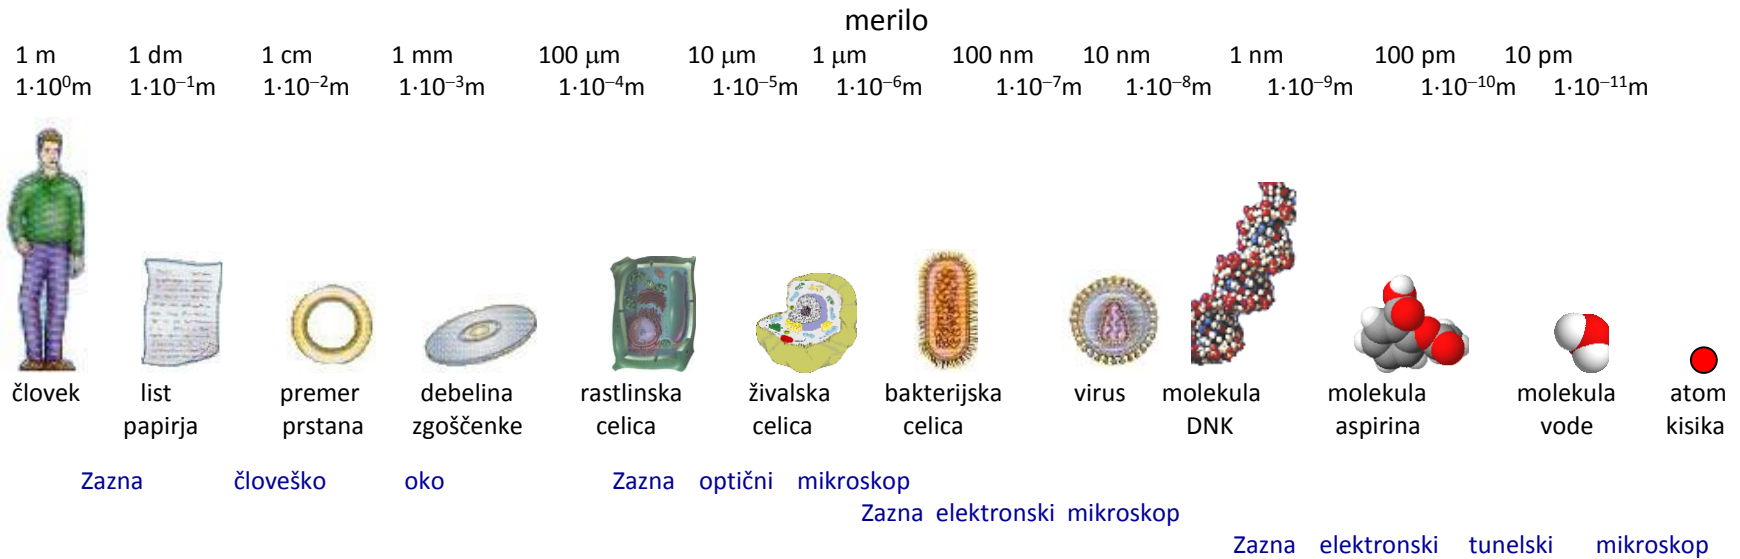 merilo
1 m 1 dm 1 cm 1 mm 100 μm 10 μm 1 μm 100 nm 10 nm 1 nm 100 pm 10 pm
1·10⁰m 1·10⁻¹m 1·10⁻²m 1·10⁻³m 1·10⁻⁴m 1·10⁻⁵m 1·10⁻⁶m 1·10⁻⁷m 1·10⁻⁸m 1·10⁻⁹m 1·10⁻¹⁰m 1·10⁻¹¹m
človek list premer debelina rastlinska živalska bakterijska virus molekula molekula molekula atom
papirja prstana zgoščenke celica celica celica DNK aspirina vode kisika
Zazna človeško oko Zazna optični mikroskop
Zazna elektronski mikroskop
Zazna elektronski tunelski mikroskop